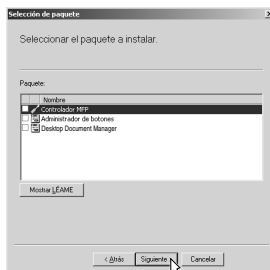 Selección de paquete
Seleccionar el paquete a instalar.
Paquete:
Nombre
Controlador MFP
Administrador de botones
Desktop Document Manager
Mostrar LÉAME
< Atrás Siguiente > Cancelar